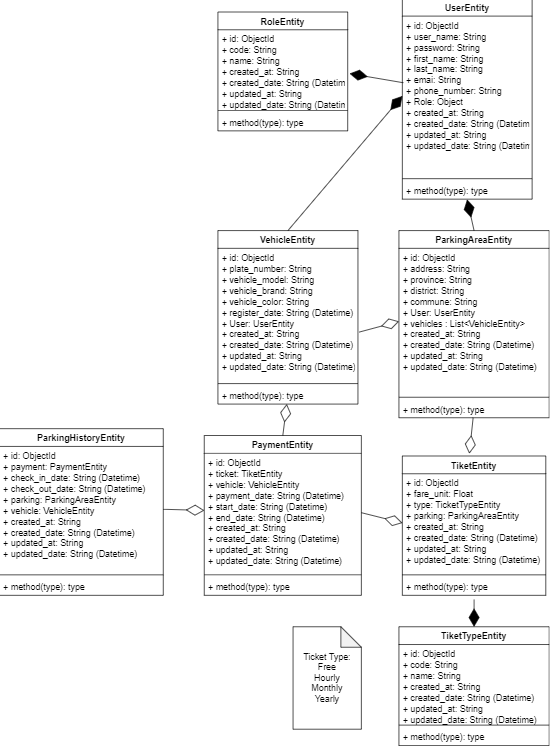 RoleEntity
+ id: ObjectId
+ code: String
+ name: String
+ created_at: String
+ created_date: String (Datetim
+ updated_at: String
+ updated_date: String (Datetin
+ method(type): type
UserEntity
+ id: ObjectId
+ user_name: String
+ password: String
+ first_name: String
+ last_name: String
+ email: String
+ phone_number: String
+ Role: Object
+ created_at: String
+ created_date: String (Datetim
+ updated_at: String
+ updated_date: String (Datetin
+ method(type): type
VehicleEntity
+ id: ObjectId
+ plate_number: String
+ vehicle_model: String
+ vehicle_brand: String
+ vehicle_color: String
+ register_date: String (Datetime)
+ User: UserEntity
+ created_at: String
+ created_date: String (Datetime)
+ updated_at: String
+ updated_date: String (Datetime)
+ method(type): type
ParkingAreaEntity
+ id: ObjectId
+ address: String
+ province: String
+ district: String
+ commune: String
+ User: UserEntity
+ vehicles : List<VehicleEntity>
+ created_at: String
+ created_date: String (Datetime)
+ updated_at: String
+ updated_date: String (Datetime)
+ method(type): type
ParkingHistoryEntity
+ id: ObjectId
+ payment: PaymentEntity
+ check_in_date: String (Datetime)
+ check_out_date: String (Datetime)
+ parking: ParkingAreaEntity
+ vehicle: VehicleEntity
+ created_at: String
+ created_date: String (Datetime)
+ updated_at: String
+ updated_date: String (Datetime)
+ method(type): type
PaymentEntity
+ id: ObjectId
+ ticket: TiketEntity
+ vehicle: VehicleEntity
+ payment_date: String (Datetime)
+ start_date: String (Datetime)
+ end_date: String (Datetime)
+ created_at: String
+ created_date: String (Datetime)
+ updated_at: String
+ updated_date: String (Datetime)
+ method(type): type
TiketEntity
+ id: ObjectId
+ fare_unit: Float
+ type: TicketTypeEntity
+ parking: ParkingAreaEntity
+ created_at: String
+ created_date: String (Datetime)
+ updated_at: String
+ updated_date: String (Datetime)
+ method(type): type
Ticket Type:
Free
Hourly
Monthly
Yearly
TiketTypeEntity
+ id: ObjectId
+ code: String
+ name: String
+ created_at: String
+ created_date: String (Datetime)
+ updated_at: String
+ updated_date: String (Datetime)
+ method(type): type